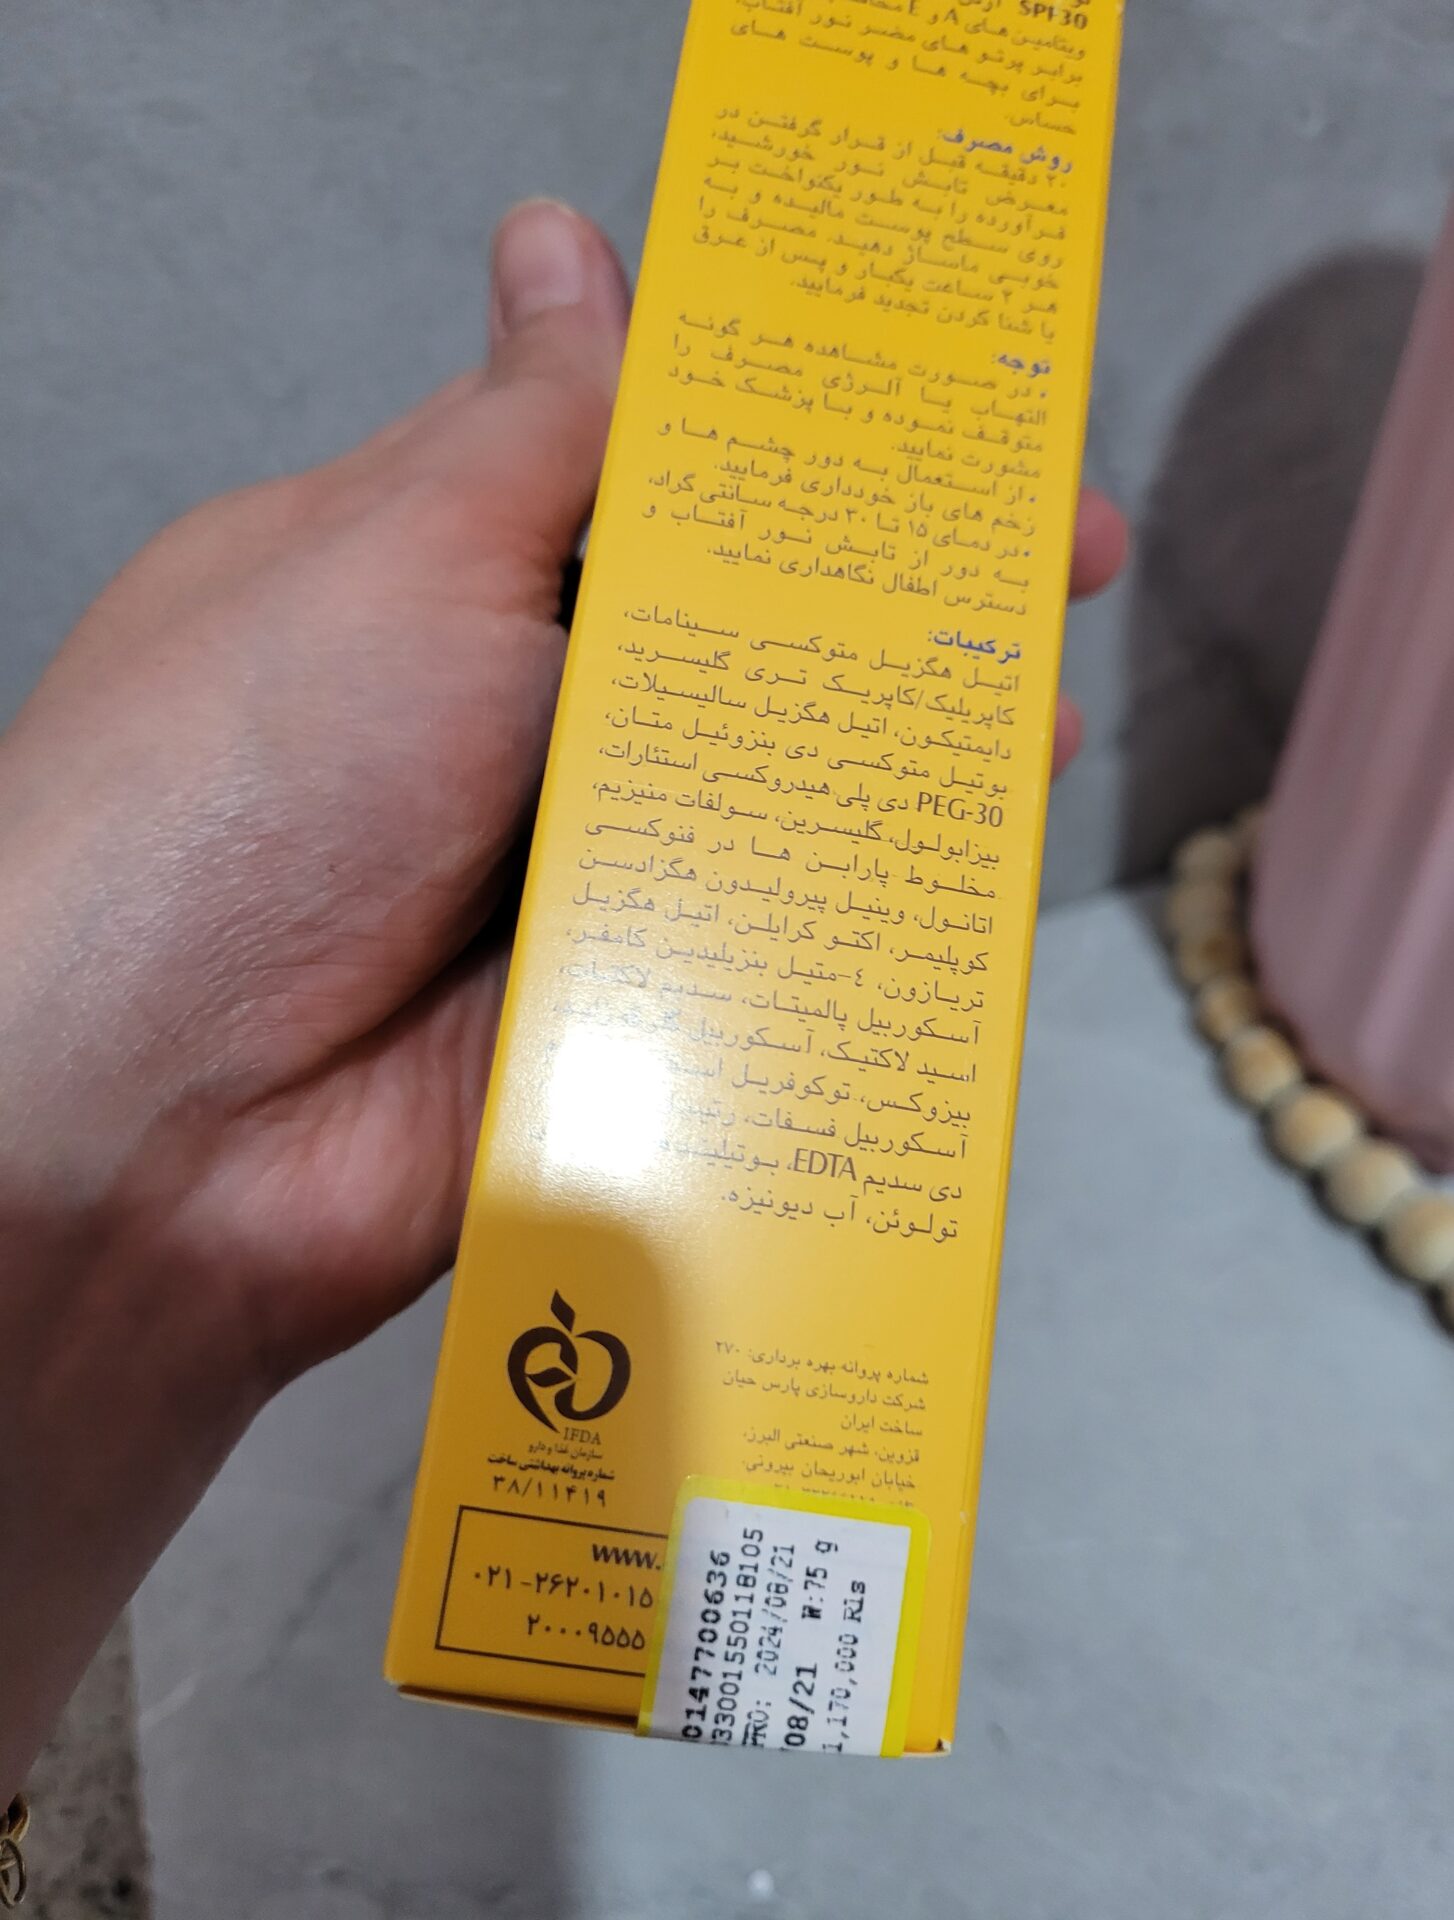 SPF30
ویتامین های A و E
برابر پرتو های مضر نور آفتاب،
برای بچه ها و پوست های
حساس.
روش مصرف:
۲۰ دقیقه قبل از قرار گرفتن در
معرض تابش نور خورشید،
فرآورده را به طور یکنواخت بر
روی سطح پوست مالیده و به
خوبی ماساژ دهید. مصرف را
هر ۲ ساعت یکبار و پس از عرق
یا شنا کردن تجدید فرمایید.
توجه:
• در صورت مشاهده هر گونه
التهاب یا آلرژی مصرف را
متوقف نموده و با پزشک خود
مشورت نمایید.
• از استعمال به دور چشم ها و
زخم های باز خودداری فرمایید.
• در دمای ۱۵ تا ۳۰ درجه سانتی گراد،
به دور از تابش نور آفتاب و
دسترس اطفال نگاهداری نمایید.
ترکیبات:
اتیل هگزیل متوکسی سینامات،
کاپریلیک/کاپریک تری گلیسرید،
دایمتیکون، اتیل هگزیل سالیسیلات،
بوتیل متوکسی دی بنزوئیل متان،
PEG-30 دی پلی هیدروکسی استئارات،
بیزابولول، گلیسرین، سولفات منیزیم،
مخلوط پارابن ها در فنوکسی
اتانول، وینیل پیرولیدون هگزادسن
کوپلیمر، اکتو کرایلن، اتیل هگزیل
تریازون، ٤-متیل بنزیلیدین کامفر،
آسکوربیل پالمیتات، سدیم لاکتات،
اسید لاکتیک، آسکوربیل
بیزوکس، توکوفریل
آسکوربیل فسفات،
دی سدیم EDTA،
تولوئن، آب دیونیزه.
IFDA
سازمان غذا و دارو
شماره پروانه بهداشتی ساخت
۳۸/۱۱۴۱۹
شماره پروانه بهره برداری: ۲۷۰
شرکت داروسازی پارس حیان
ساخت ایران
قزوین، شهر صنعتی البرز،
خیابان ابوریحان بیرونی،
www.
۰۲۱-۲۶۲۰۱۰۱۵
۲۰۰۰۹۵۵۵
0147700636
3300155011B105
PRO: 2024/08/21
/08/21 W:75 g
1,170,000 Rls